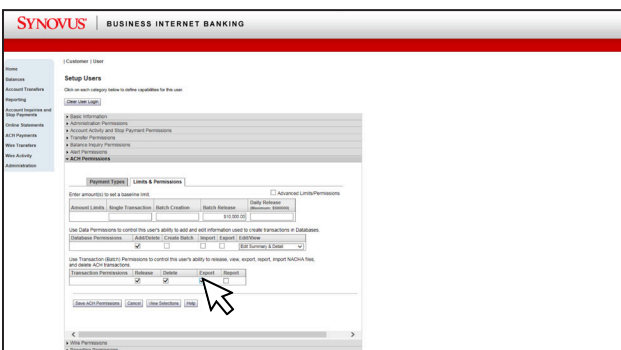 SYNOVUS® | BUSINESS INTERNET BANKING
| Customer | User
Home
Balances
Account Transfers
Reporting
Account Inquiries and
Stop Payments
Online Statements
ACH Payments
Wire Transfers
Wire Activity
Administration
Setup Users
Click on each category below to define capabilities for this user.
Clear User Login
Basic Information
Administration Permissions
Account Activity and Stop Payment Permissions
Transfer Permissions
Balance Inquiry Permissions
Alert Permissions
ACH Permissions
Payment Types Limits & Permissions
Enter amount(s) to set a baseline limit. Advanced Limits/Permissions
Amount Limits Single Transaction Batch Creation Batch Release Daily Release
(Maximum: $50000)
$10,000.00
Use Data Permissions to control this user's ability to add and edit information used to create transactions in Databases.
Database Permissions Add/Delete Create Batch Import Export Edit/View
Edit Summary & Detail
Use Transaction (Batch) Permissions to control this user's ability to release, view, export, report, import NACHA files,
and delete ACH transactions.
Transaction Permissions Release Delete Export Report
Save ACH Permissions Cancel View Selections Help
Wire Permissions